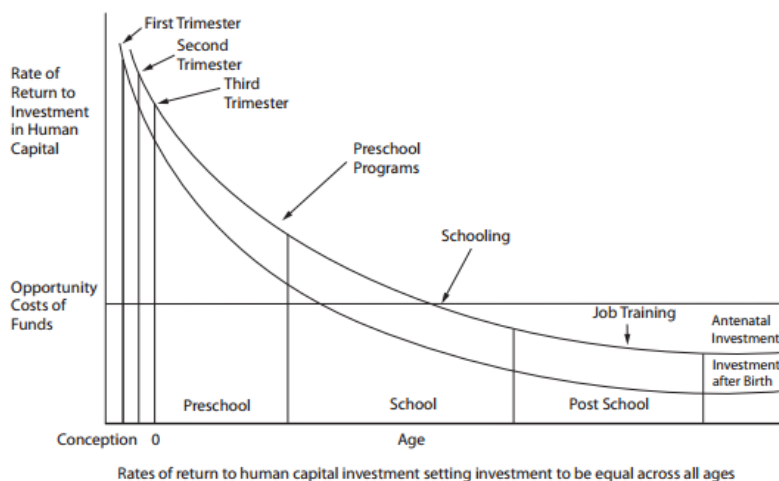 First Trimester
Second
Trimester
Third
Trimester
Rate of
Return to
Investment
in Human
Capital
Preschool
Programs
Schooling
Opportunity
Costs of
Funds
Job Training
Antenatal
Investment
Investment
after Birth
Preschool
School
Post School
Conception 0
Age
Rates of return to human capital investment setting investment to be equal across all ages